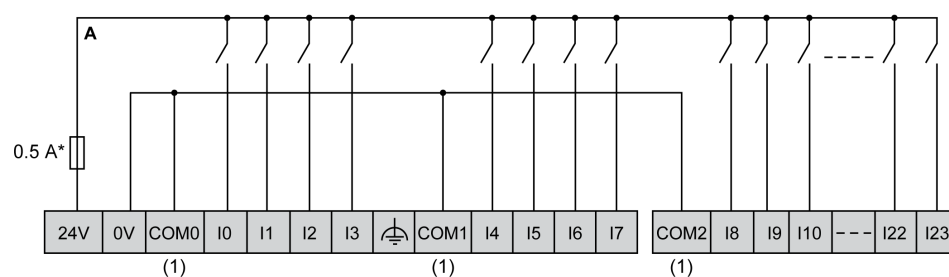 A
0.5 A*
24V 0V COM0 I0 I1 I2 I3 COM1 I4 I5 I6 I7 COM2 I8 I9 I10 I22 I23
(1) (1) (1)